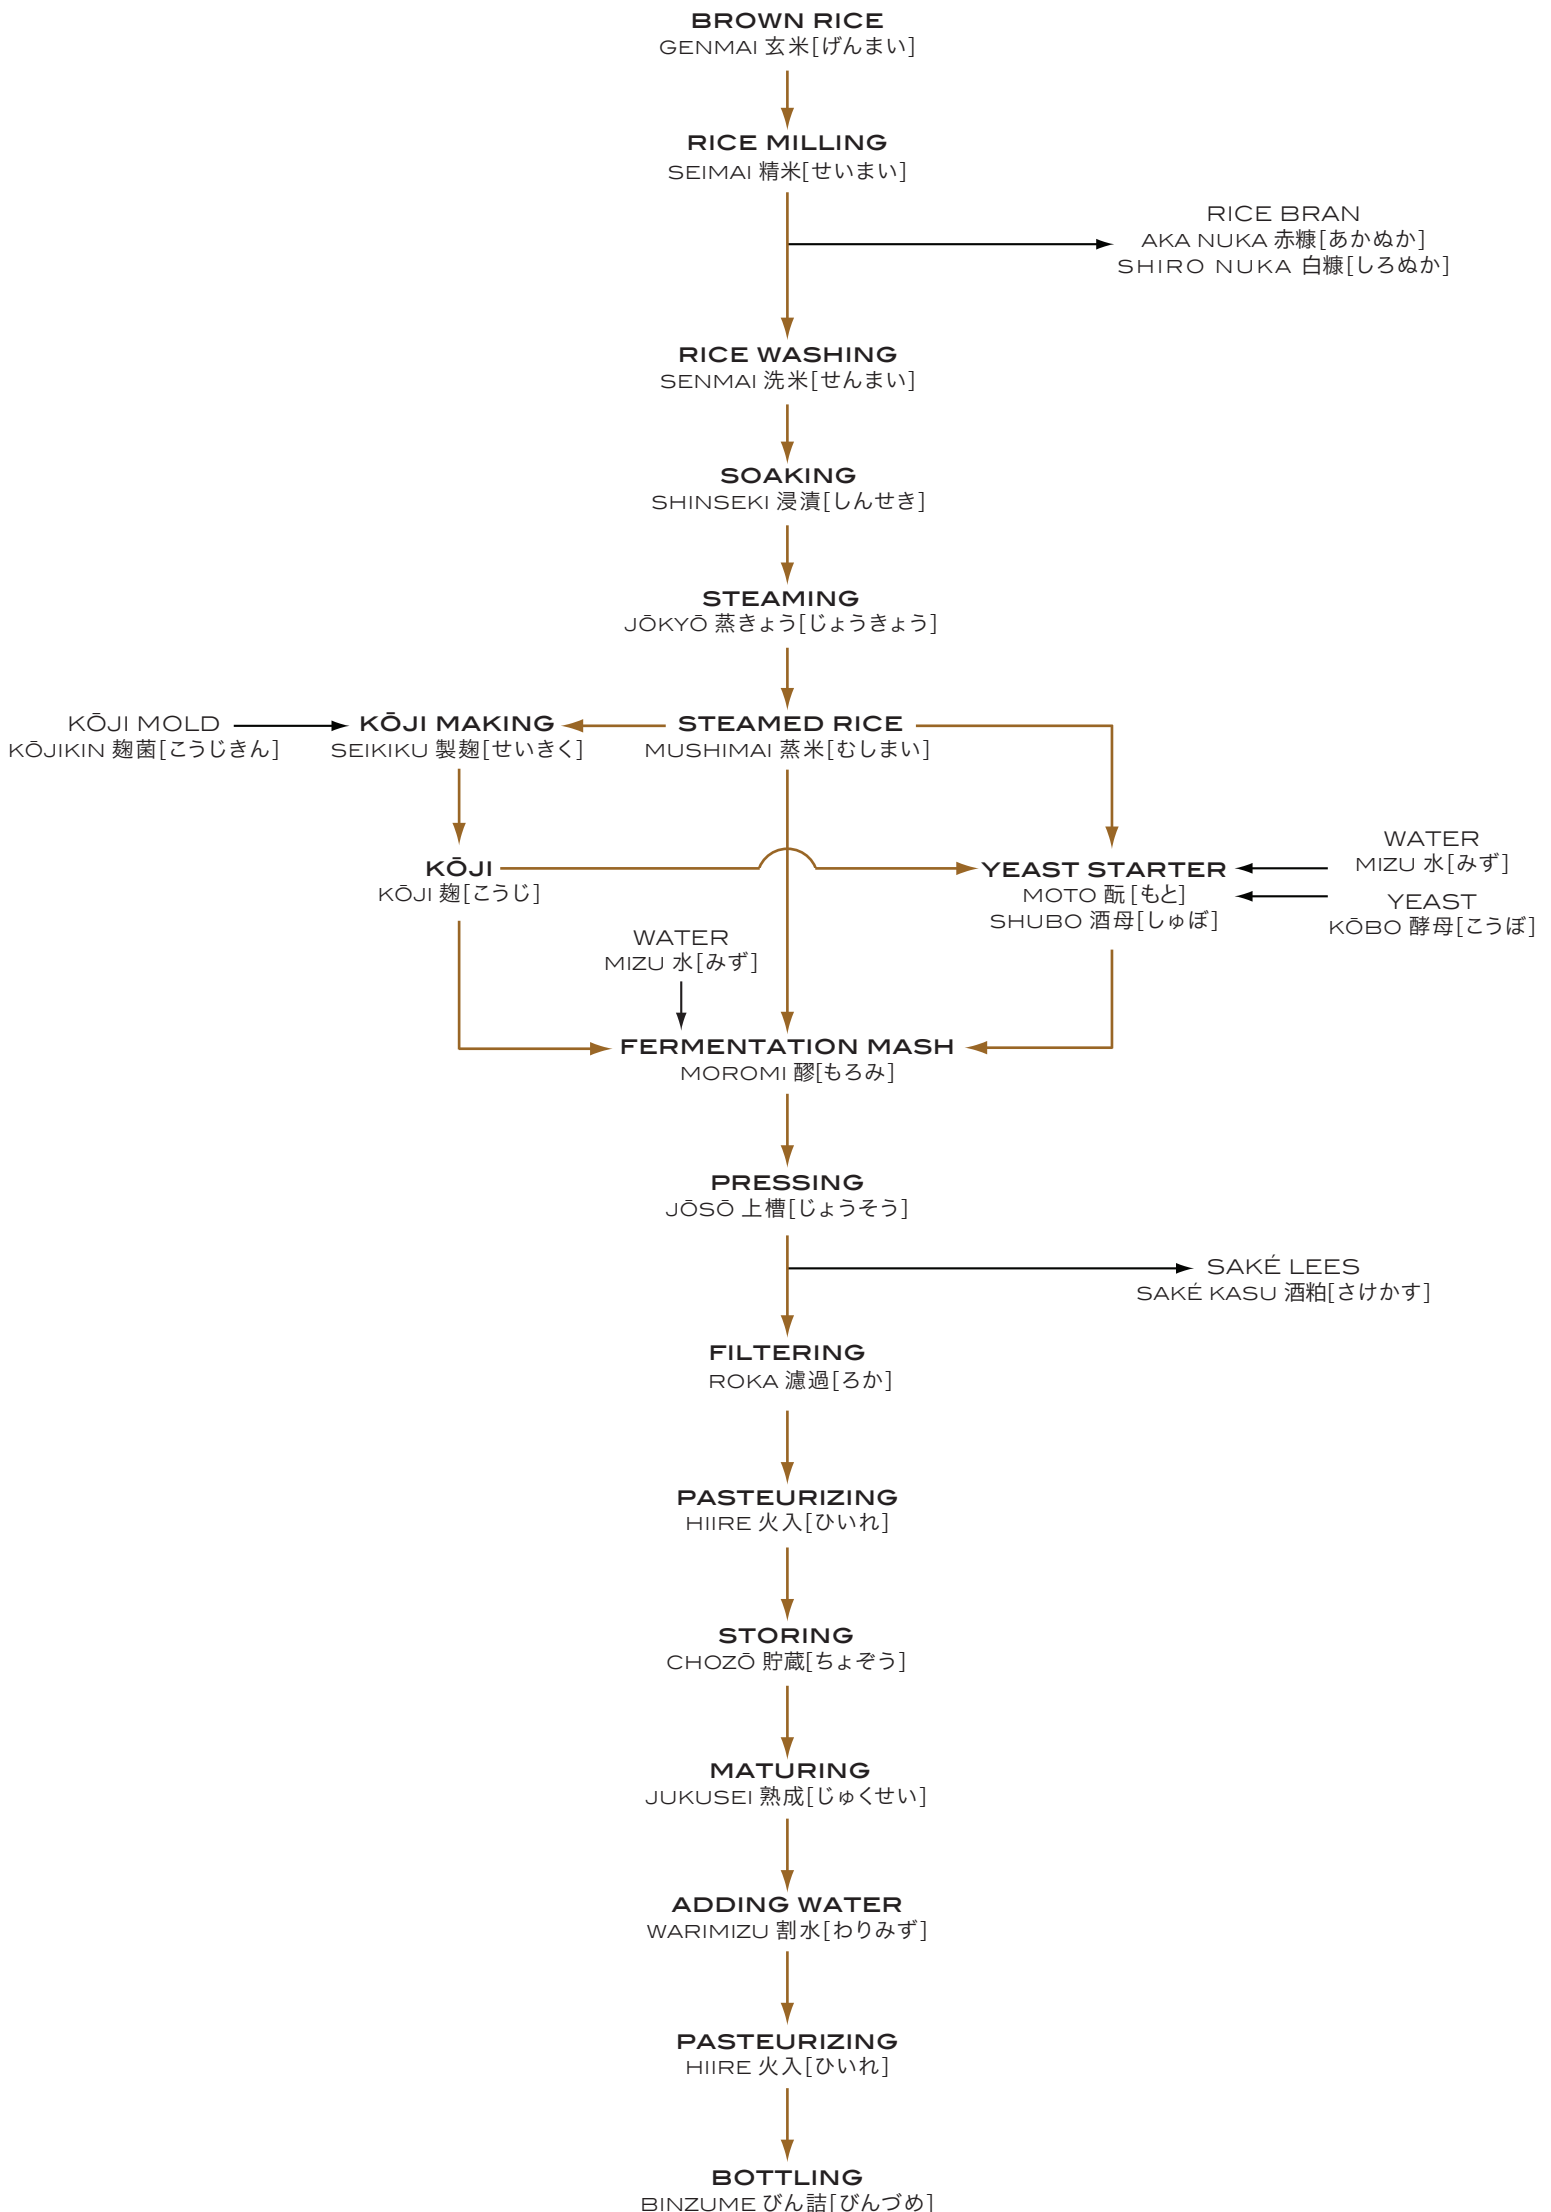 BROWN RICE
GENMAI 玄米[げんまい]
RICE MILLING
SEIMAI 精米[せいまい]
RICE BRAN
AKA NUKA 赤糠[あかぬか]
SHIRO NUKA 白糠[しろぬか]
RICE WASHING
SENMAI 洗米[せんまい]
SOAKING
SHINSEKI 浸漬[しんせき]
STEAMING
JŌKYŌ 蒸きょう[じょうきょう]
KŌJI MOLD
KŌJIKIN 麹菌[こうじきん]
KŌJI MAKING
SEIKIKU 製麹[せいきく]
STEAMED RICE
MUSHIMAI 蒸米[むしまい]
KŌJI
KŌJI 麹[こうじ]
YEAST STARTER
MOTO 酛[もと]
SHUBO 酒母[しゅぼ]
WATER
MIZU 水[みず]
YEAST
KŌBO 酵母[こうぼ]
WATER
MIZU 水[みず]
FERMENTATION MASH
MOROMI 醪[もろみ]
PRESSING
JŌSŌ 上槽[じょうそう]
SAKÉ LEES
SAKÉ KASU 酒粕[さけかす]
FILTERING
ROKA 濾過[ろか]
PASTEURIZING
HIIRE 火入[ひいれ]
STORING
CHOZŌ 貯蔵[ちょぞう]
MATURING
JUKUSEI 熟成[じゅくせい]
ADDING WATER
WARIMIZU 割水[わりみず]
PASTEURIZING
HIIRE 火入[ひいれ]
BOTTLING
BINZUME びん詰[びんづめ]